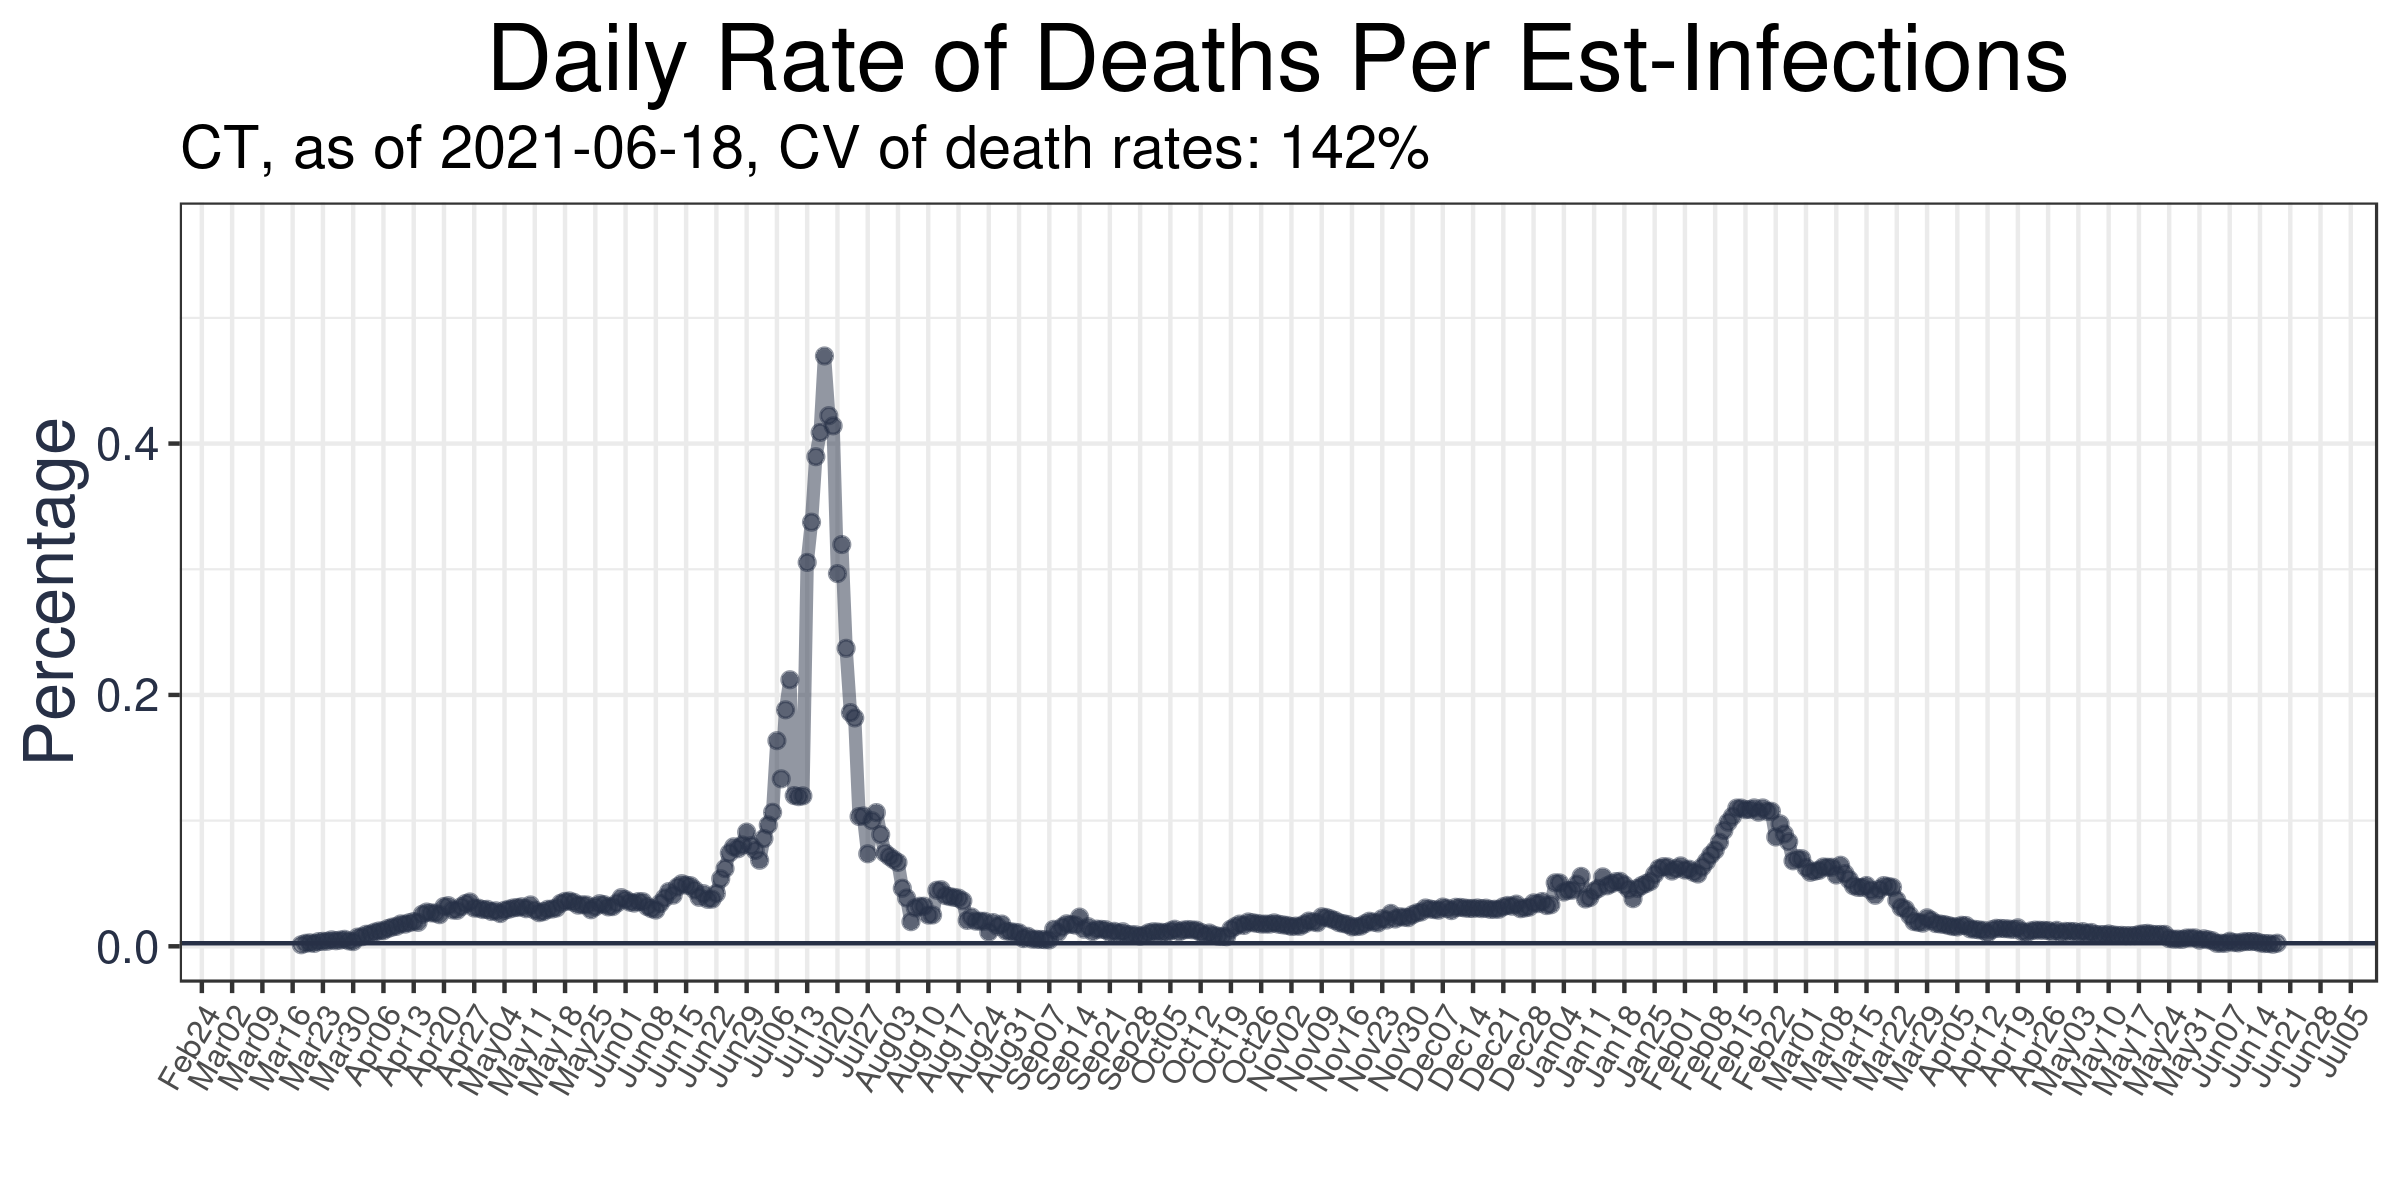 Daily Rate of Deaths Per Est-Infections
CT, as of 2021-06-18, CV of death rates: 142%
Percentage
0.4
0.2
0.0
Feb24
Mar02
Mar09
Mar16
Mar23
Mar30
Apr06
Apr13
Apr20
Apr27
May04
May11
May18
May25
Jun01
Jun08
Jun15
Jun22
Jun29
Jul06
Jul13
Jul20
Jul27
Aug03
Aug10
Aug17
Aug24
Aug31
Sep07
Sep14
Sep21
Sep28
Oct05
Oct12
Oct19
Oct26
Nov02
Nov09
Nov16
Nov23
Nov30
Dec07
Dec14
Dec21
Dec28
Jan04
Jan11
Jan18
Jan25
Feb01
Feb08
Feb15
Feb22
Mar01
Mar08
Mar15
Mar22
Mar29
Apr05
Apr12
Apr19
Apr26
May03
May10
May17
May24
May31
Jun07
Jun14
Jun21
Jun28
Jul05